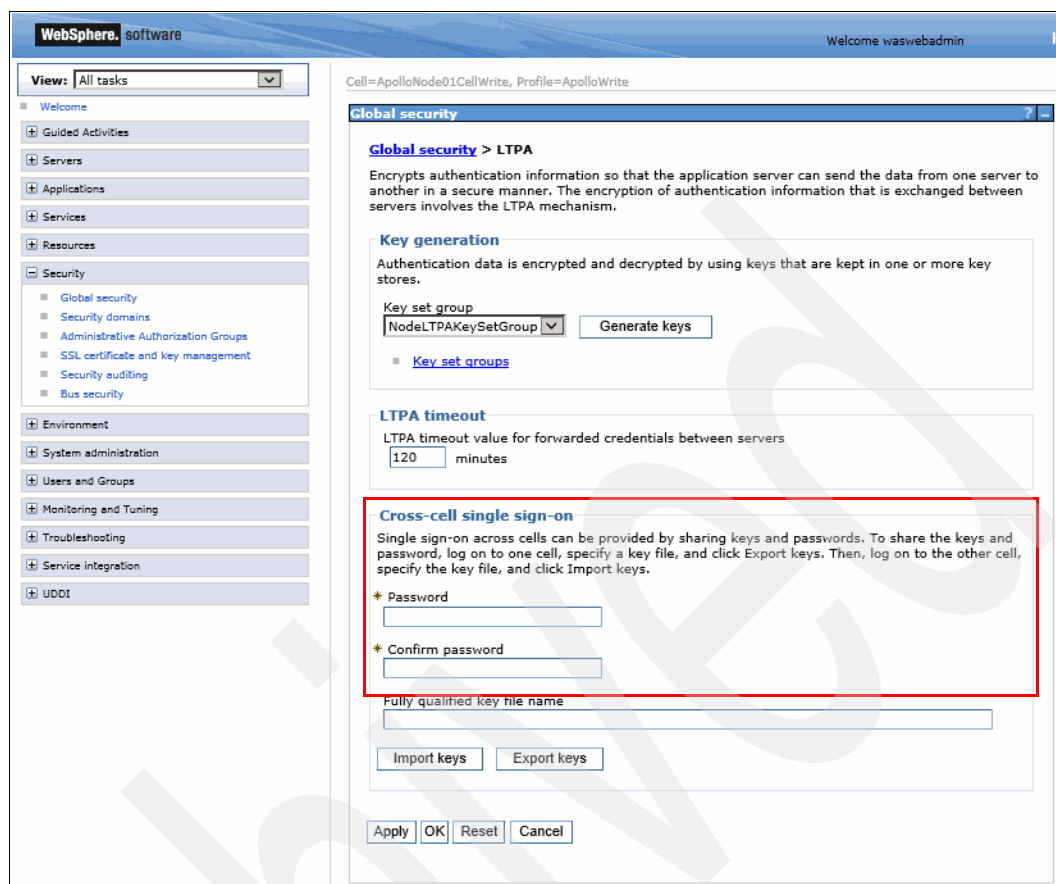 WebSphere. software
Welcome waswebadmin
View: All tasks
Welcome
Guided Activities
Servers
Applications
Services
Resources
Security
Global security
Security domains
Administrative Authorization Groups
SSL certificate and key management
Security auditing
Bus security
Environment
System administration
Users and Groups
Monitoring and Tuning
Troubleshooting
Service integration
UDDI
Cell=ApolloNode01CellWrite, Profile=ApolloWrite
Global security ? –
Global security > LTPA
Encrypts authentication information so that the application server can send the data from one server to
another in a secure manner. The encryption of authentication information that is exchanged between
servers involves the LTPA mechanism.
Key generation
Authentication data is encrypted and decrypted by using keys that are kept in one or more key
stores.
Key set group
NodeLTPAKeySetGroup Generate keys
Key set groups
LTPA timeout
LTPA timeout value for forwarded credentials between servers
120 minutes
Cross-cell single sign-on
Single sign-on across cells can be provided by sharing keys and passwords. To share the keys and
password, log on to one cell, specify a key file, and click Export keys. Then, log on to the other cell,
specify the key file, and click Import keys.
* Password
* Confirm password
Fully qualified key file name
Import keys Export keys
Apply OK Reset Cancel
hived